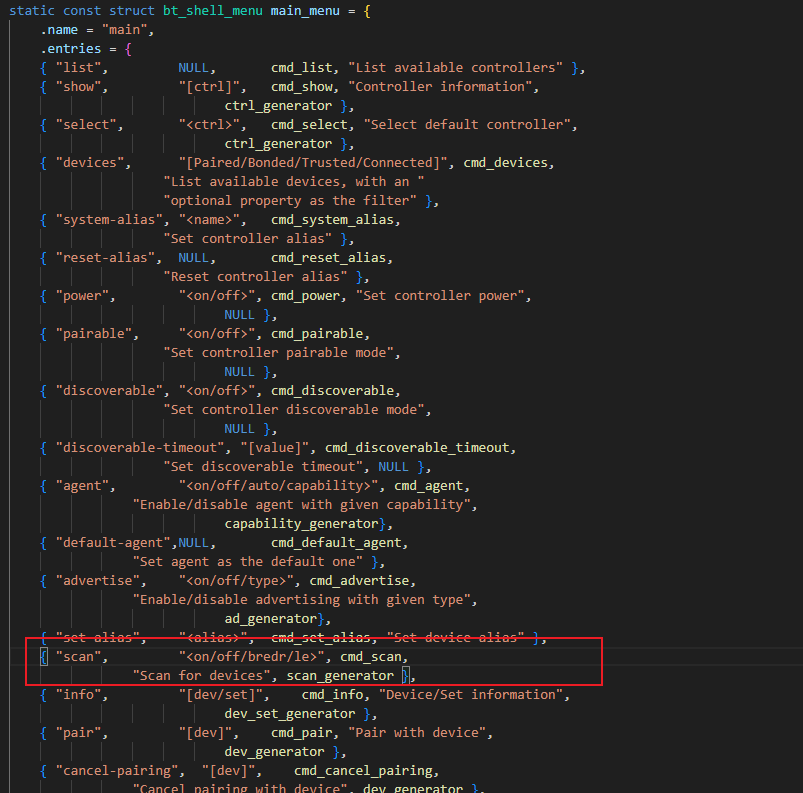 static const struct bt_shell_menu main_menu = {
.name = "main",
.entries = {
{ "list", NULL, cmd_list, "List available controllers" },
{ "show", "[ctrl]", cmd_show, "Controller information",
ctrl_generator },
{ "select", "<ctrl>", cmd_select, "Select default controller",
ctrl_generator },
{ "devices", "[Paired/Bonded/Trusted/Connected]", cmd_devices,
"List available devices, with an "
"optional property as the filter" },
{ "system-alias", "<name>", cmd_system_alias,
"Set controller alias" },
{ "reset-alias", NULL, cmd_reset_alias,
"Reset controller alias" },
{ "power", "<on/off>", cmd_power, "Set controller power",
NULL },
{ "pairable", "<on/off>", cmd_pairable,
"Set controller pairable mode",
NULL },
{ "discoverable", "<on/off>", cmd_discoverable,
"Set controller discoverable mode",
NULL },
{ "discoverable-timeout", "[value]", cmd_discoverable_timeout,
"Set discoverable timeout", NULL },
{ "agent", "<on/off/auto/capability>", cmd_agent,
"Enable/disable agent with given capability",
capability_generator},
{ "default-agent",NULL, cmd_default_agent,
"Set agent as the default one" },
{ "advertise", "<on/off/type>", cmd_advertise,
"Enable/disable advertising with given type",
ad_generator},
{ "set-alias", "<alias>", cmd_set_alias, "Set device alias" },
{ "scan", "<on/off/bredr/le>", cmd_scan,
"Scan for devices", scan_generator },
{ "info", "[dev/set]", cmd_info, "Device/Set information",
dev_set_generator },
{ "pair", "[dev]", cmd_pair, "Pair with device",
dev_generator },
{ "cancel-pairing", "[dev]", cmd_cancel_pairing,
"Cancel pairing with device", dev_generator },